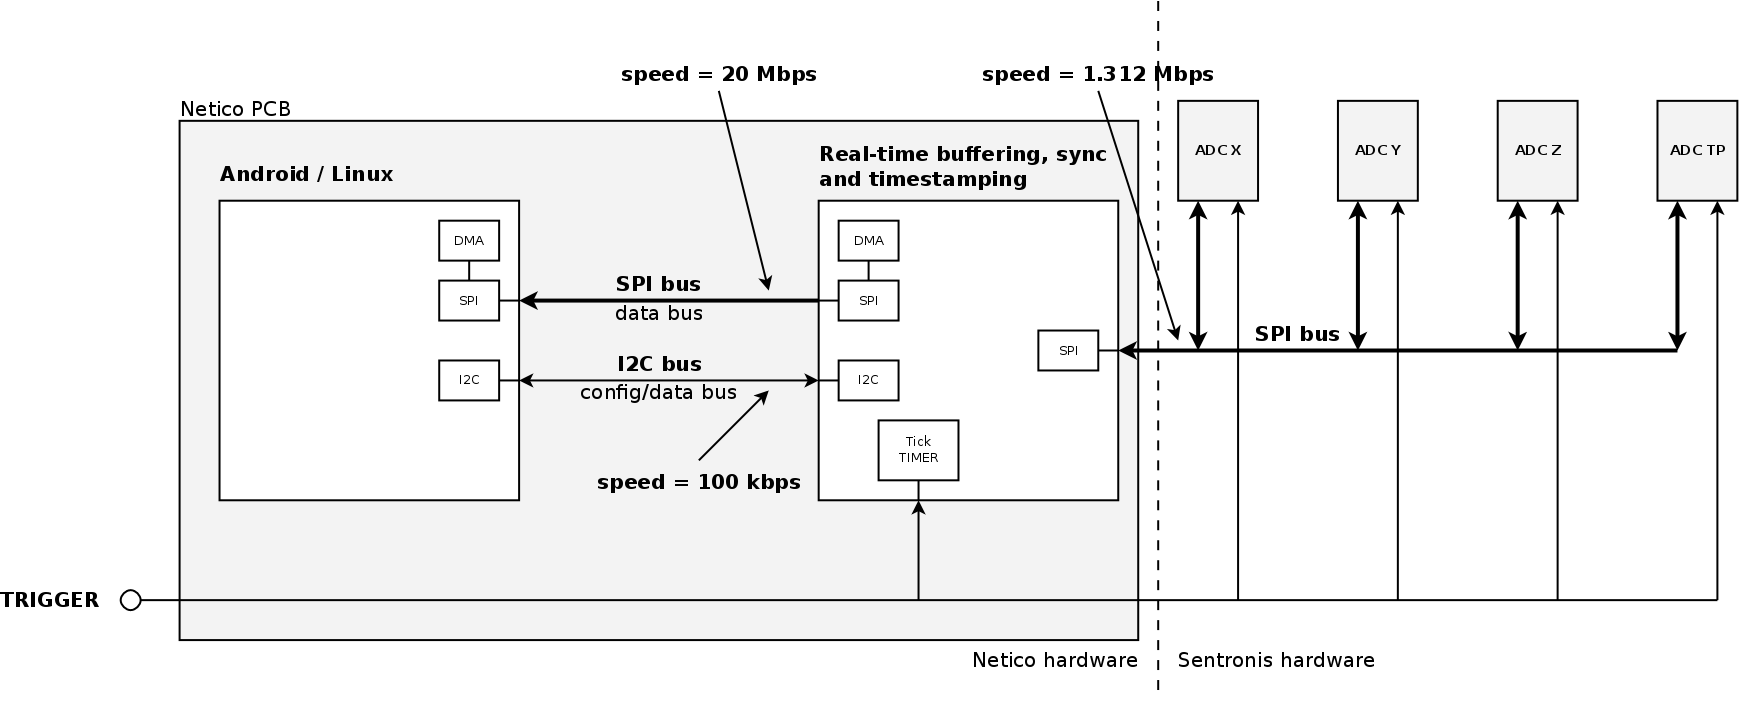 speed = 20 Mbps
speed = 1.312 Mbps
Netico PCB
Android / Linux
Real-time buffering, sync
and timestamping
ADC X
ADC Y
ADC Z
ADC TP
DMA
SPI
I2C
SPI bus
data bus
I2C bus
config/data bus
speed = 100 kbps
DMA
SPI
I2C
Tick
TIMER
SPI
SPI bus
TRIGGER
Netico hardware
Sentronis hardware